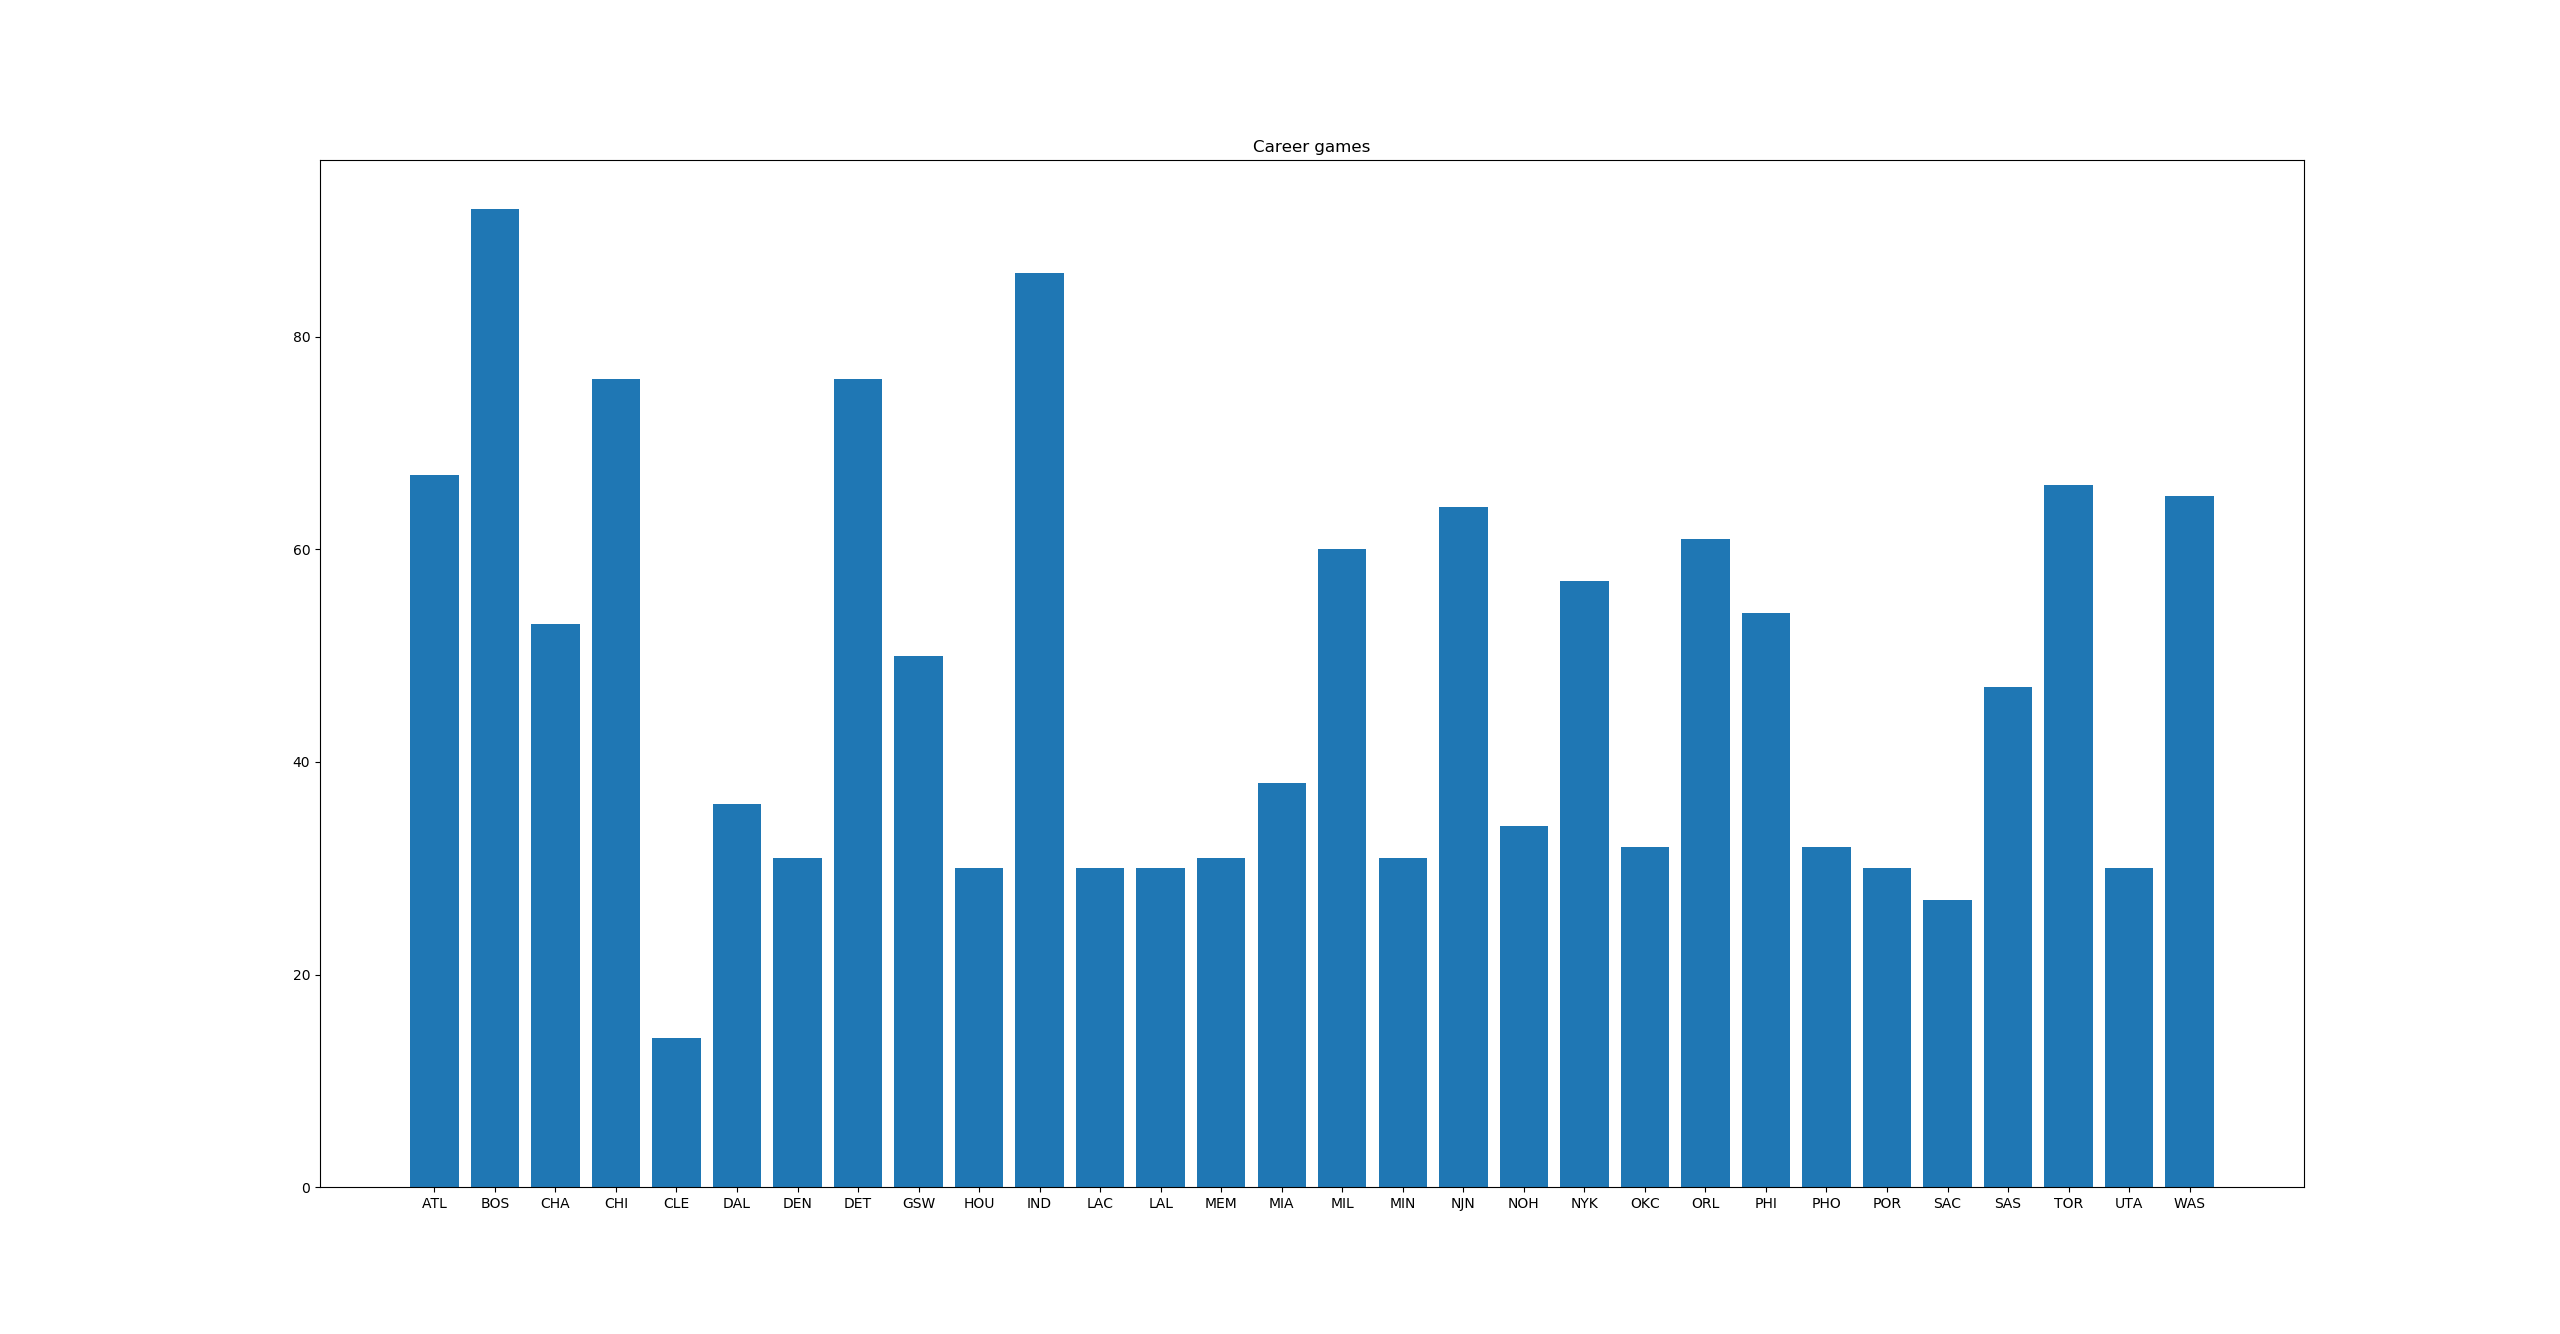 Career games
80
60
40
20
0
ATL BOS CHA CHI CLE DAL DEN DET GSW HOU IND LAC LAL MEM MIA MIL MIN NJN NOH NYK OKC ORL PHI PHO POR SAC SAS TOR UTA WAS